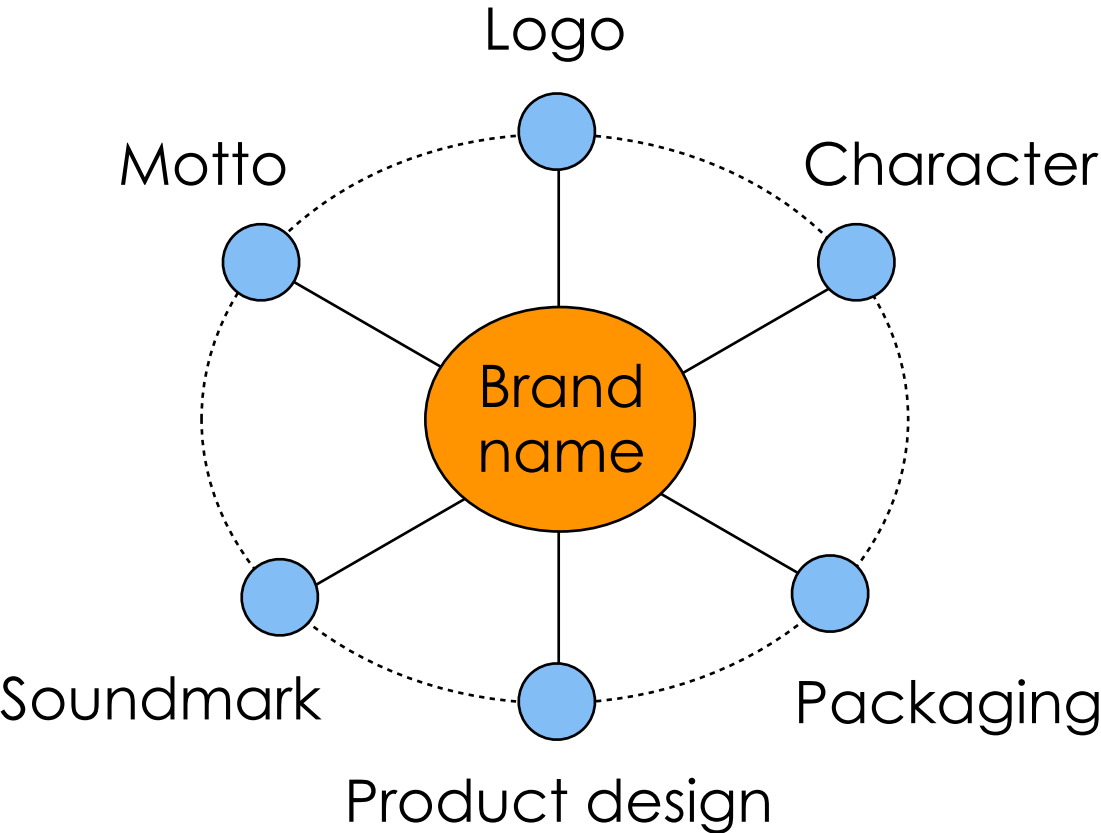 Logo
Motto
Character
Brand
name
Soundmark
Packaging
Product design